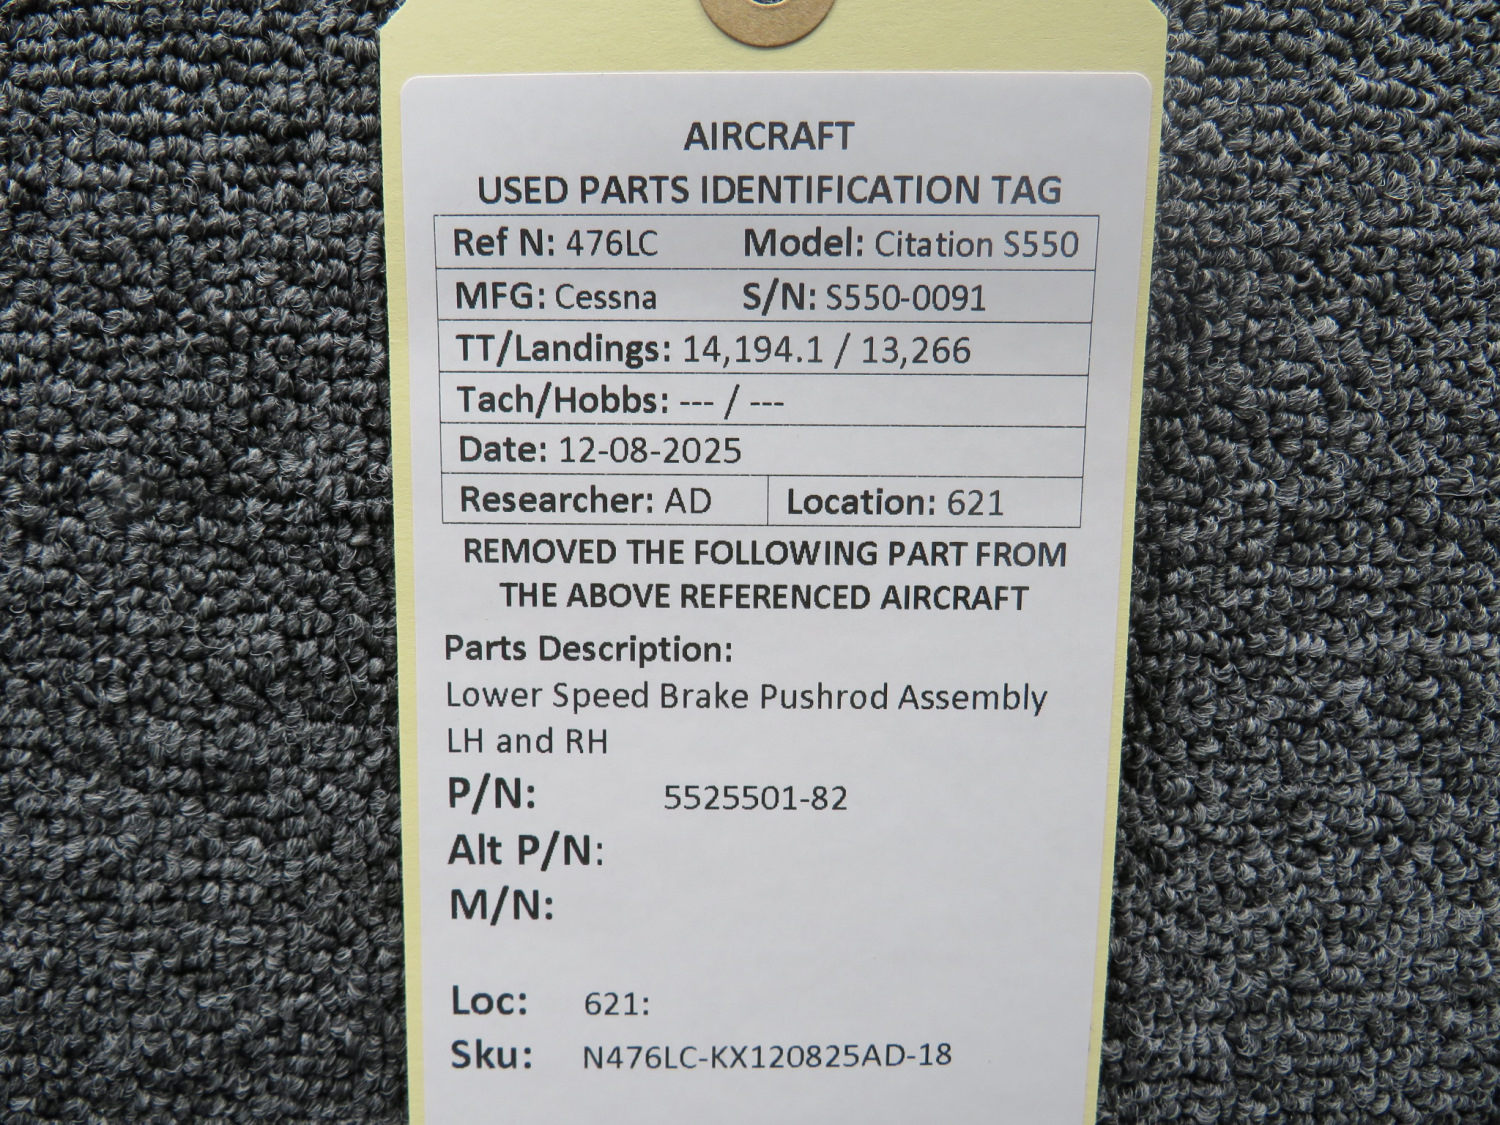 AIRCRAFT
USED PARTS IDENTIFICATION TAG
Ref N: 476LC Model: Citation S550
MFG: Cessna S/N: S550-0091
TT/Landings: 14,194.1 / 13,266
Tach/Hobbs: --- / ---
Date: 12-08-2025
Researcher: AD Location: 621
REMOVED THE FOLLOWING PART FROM
THE ABOVE REFERENCED AIRCRAFT
Parts Description:
Lower Speed Brake Pushrod Assembly
LH and RH
P/N: 5525501-82
Alt P/N:
M/N:
Loc: 621:
Sku: N476LC-KX120825AD-18